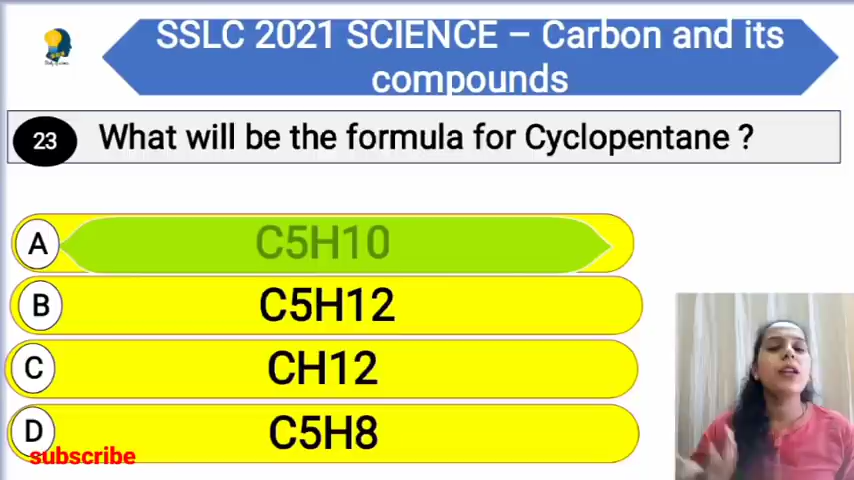 SSLC 2021 SCIENCE – Carbon and its
compounds
23 What will be the formula for Cyclopentane ?
A C5H10
B C5H12
C CH12
D C5H8
subscribe